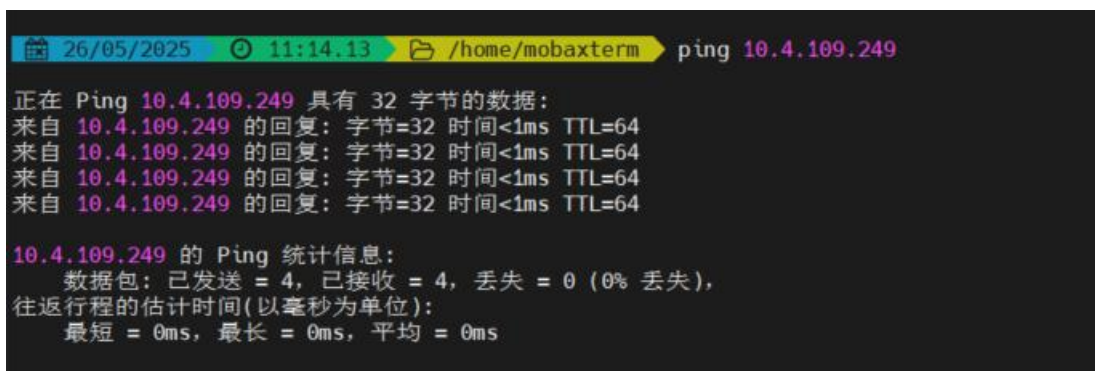 26/05/2025 11:14.13 /home/mobaxterm ping 10.4.109.249
正在 Ping 10.4.109.249 具有 32 字节的数据:
来自 10.4.109.249 的回复: 字节=32 时间<1ms TTL=64
来自 10.4.109.249 的回复: 字节=32 时间<1ms TTL=64
来自 10.4.109.249 的回复: 字节=32 时间<1ms TTL=64
来自 10.4.109.249 的回复: 字节=32 时间<1ms TTL=64
10.4.109.249 的 Ping 统计信息:
数据包: 已发送 = 4，已接收 = 4，丢失 = 0 (0% 丢失)，
往返行程的估计时间(以毫秒为单位):
最短 = 0ms，最长 = 0ms，平均 = 0ms